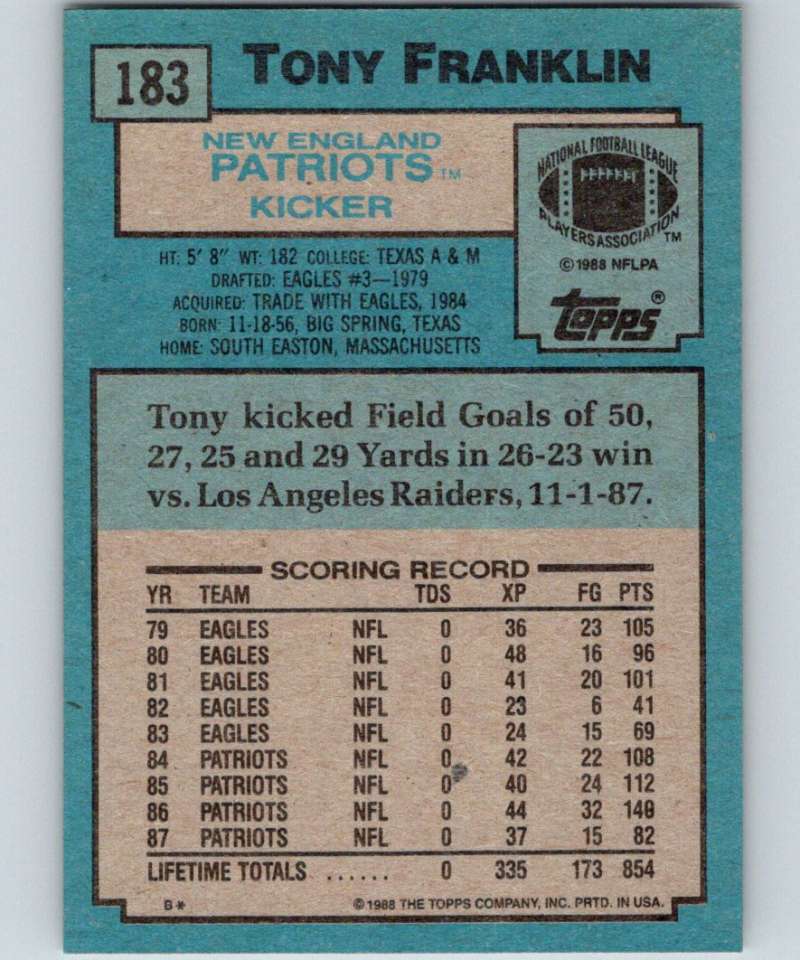 183 TONY FRANKLIN
NEW ENGLAND
PATRIOTS™
KICKER
NATIONAL FOOTBALL LEAGUE
PLAYERS ASSOCIATION™
©1988 NFLPA
Topps®
HT: 5' 8" WT: 182 COLLEGE: TEXAS A & M
DRAFTED: EAGLES #3—1979
ACQUIRED: TRADE WITH EAGLES, 1984
BORN: 11-18-56, BIG SPRING, TEXAS
HOME: SOUTH EASTON, MASSACHUSETTS
Tony kicked Field Goals of 50,
27, 25 and 29 Yards in 26-23 win
vs. Los Angeles Raiders, 11-1-87.
SCORING RECORD
YR TEAM TDS XP FG PTS
79 EAGLES NFL 0 36 23 105
80 EAGLES NFL 0 48 16 96
81 EAGLES NFL 0 41 20 101
82 EAGLES NFL 0 23 6 41
83 EAGLES NFL 0 24 15 69
84 PATRIOTS NFL 0 42 22 108
85 PATRIOTS NFL 0 40 24 112
86 PATRIOTS NFL 0 44 32 140
87 PATRIOTS NFL 0 37 15 82
LIFETIME TOTALS ...... 0 335 173 854
B* ©1988 THE TOPPS COMPANY, INC. PRTD. IN USA.